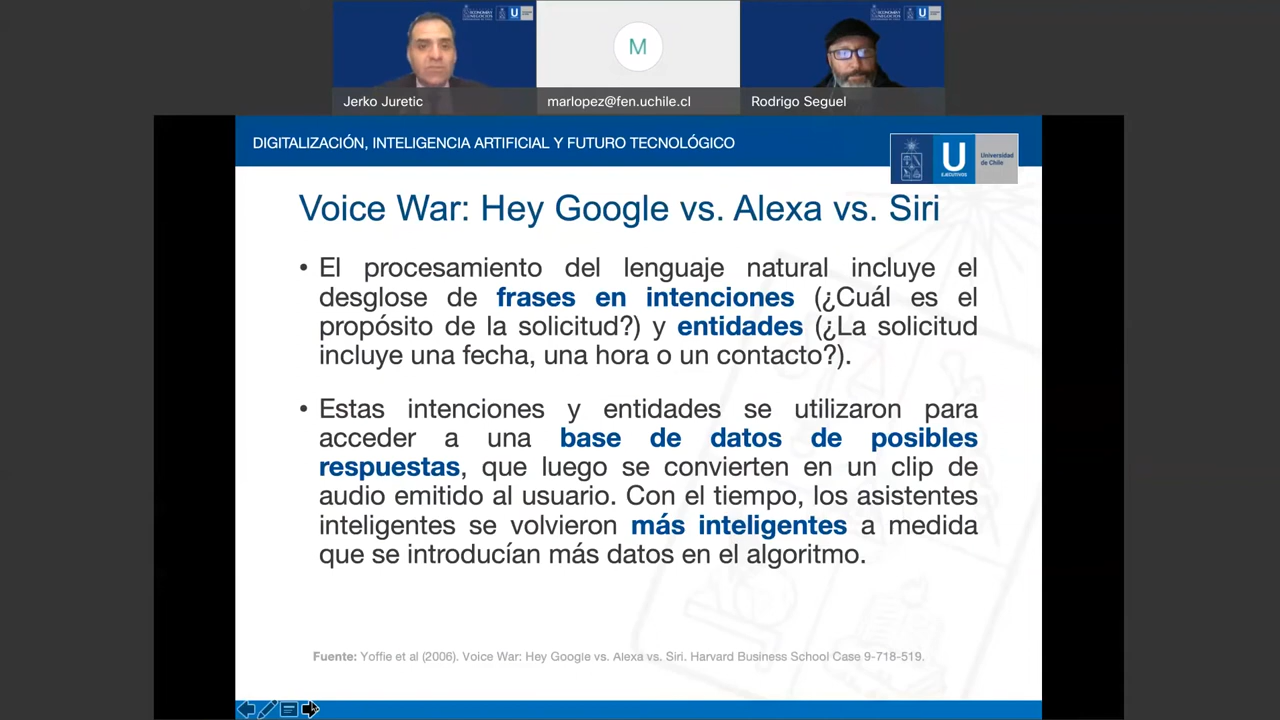 Jerko Juretic
M
marlopez@fen.uchile.cl
Rodrigo Seguel
DIGITALIZACIÓN, INTELIGENCIA ARTIFICIAL Y FUTURO TECNOLÓGICO
U
EJECUTIVOS
Universidad
de Chile
Voice War: Hey Google vs. Alexa vs. Siri
• El procesamiento del lenguaje natural incluye el
desglose de frases en intenciones (¿Cuál es el
propósito de la solicitud?) y entidades (¿La solicitud
incluye una fecha, una hora o un contacto?).
• Estas intenciones y entidades se utilizaron para
acceder a una base de datos de posibles
respuestas, que luego se convierten en un clip de
audio emitido al usuario. Con el tiempo, los asistentes
inteligentes se volvieron más inteligentes a medida
que se introducían más datos en el algoritmo.
Fuente: Yoffie et al (2006). Voice War: Hey Google vs. Alexa vs. Siri. Harvard Business School Case 9-718-519.